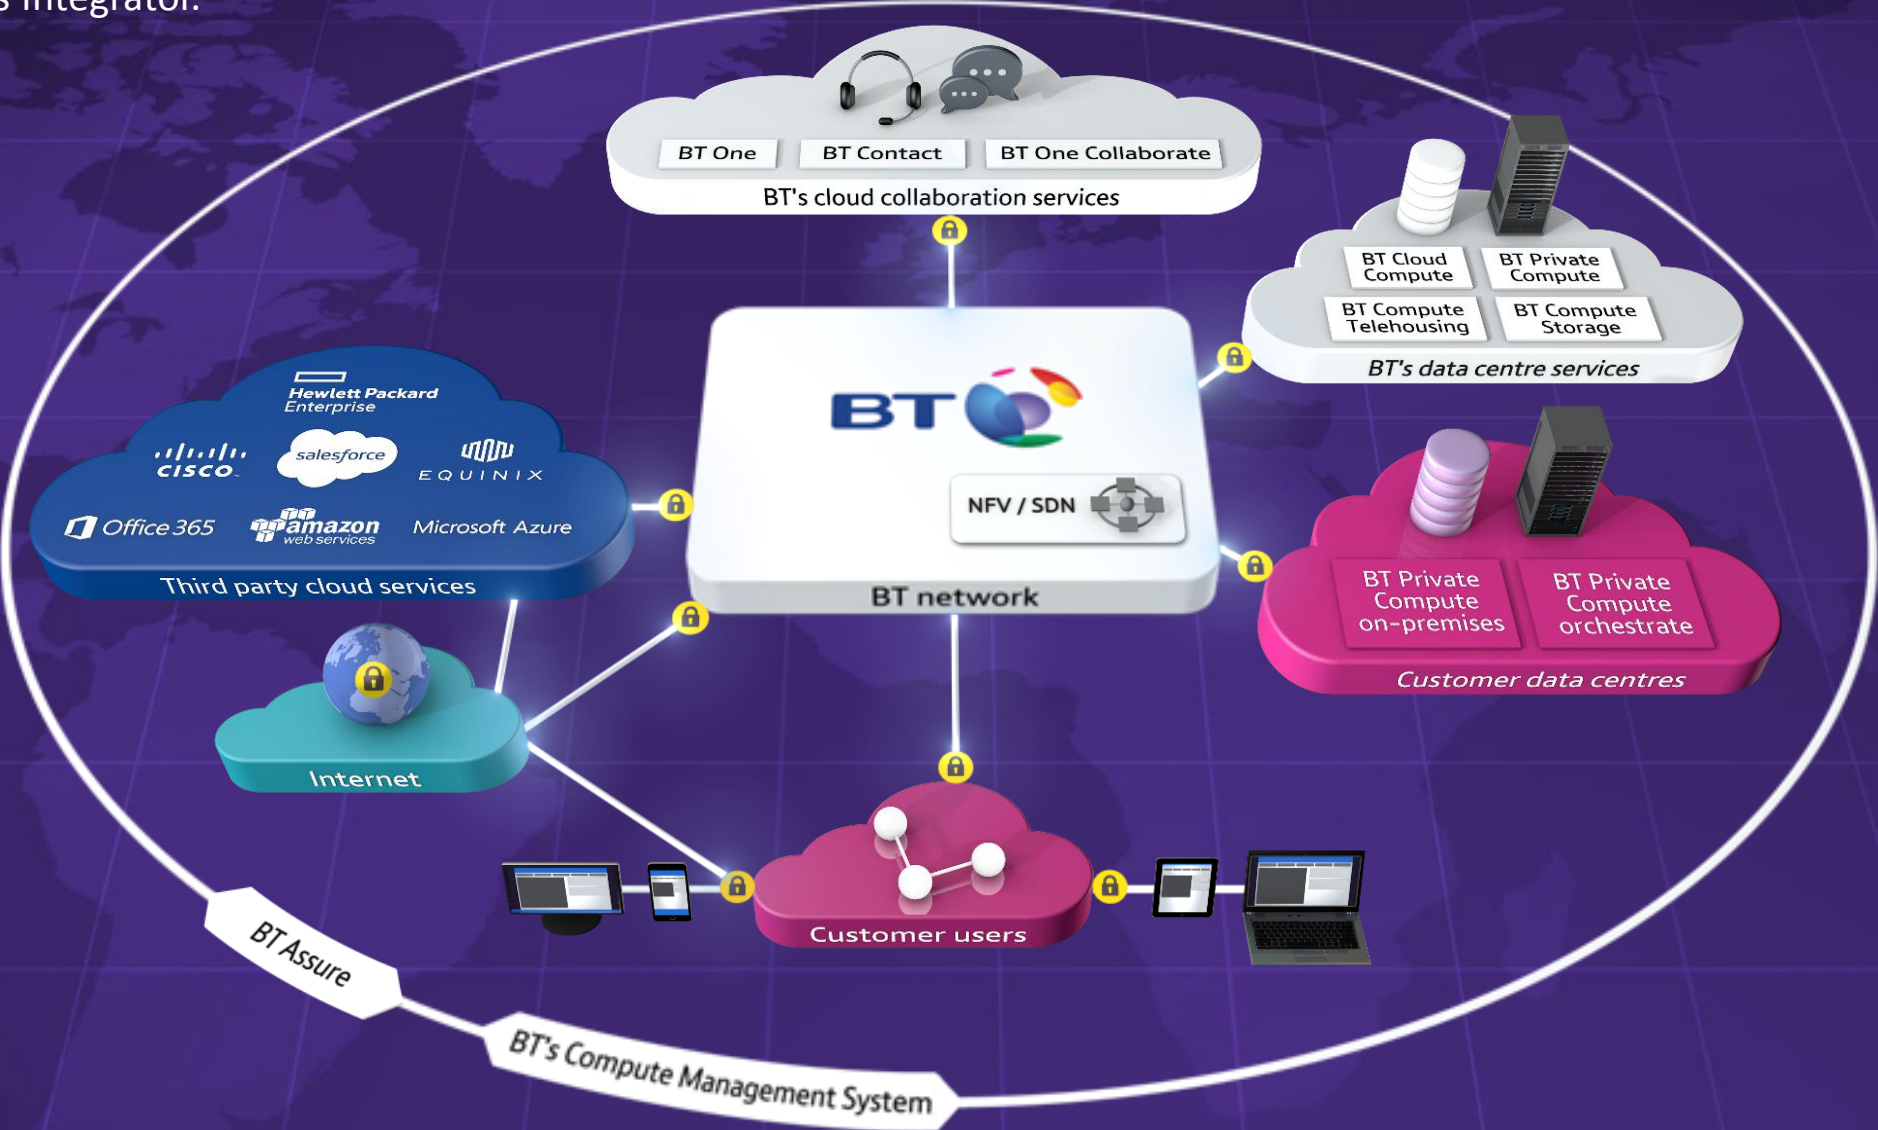 s integrator.
BT One
BT Contact
BT One Collaborate
BT's cloud collaboration services
BT Cloud
Compute
BT Private
Compute
BT Compute
Telehousing
BT Compute
Storage
BT's data centre services
Hewlett Packard
Enterprise
CISCO
salesforce
EQUINIX
Office 365
amazon
web services
Microsoft Azure
Third party cloud services
BT
NFV / SDN
BT network
BT Private
Compute
on-premises
BT Private
Compute
orchestrate
Customer data centres
Internet
Customer users
BT Assure
BT's Compute Management System